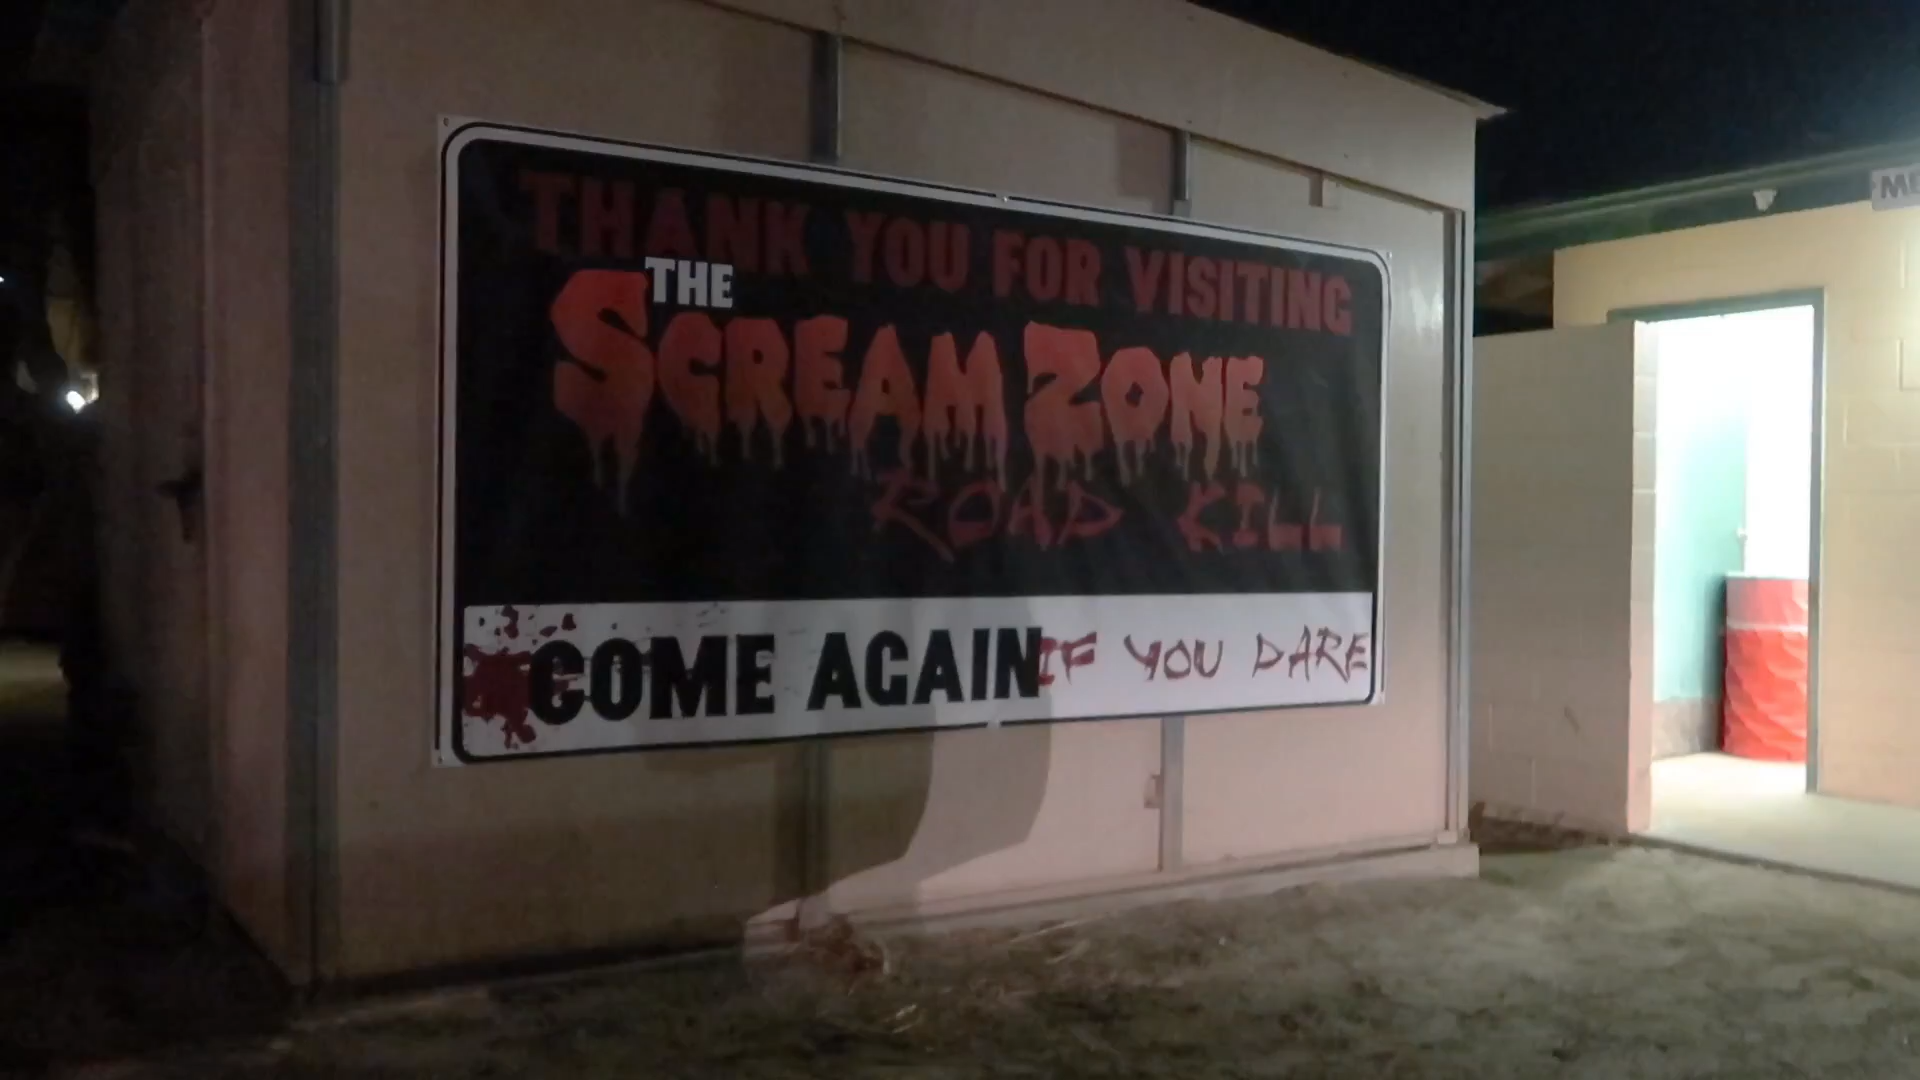 THANK YOU FOR VISITING
THE
SCREAM ZONE
ROAD KILL
COME AGAIN IF YOU DARE